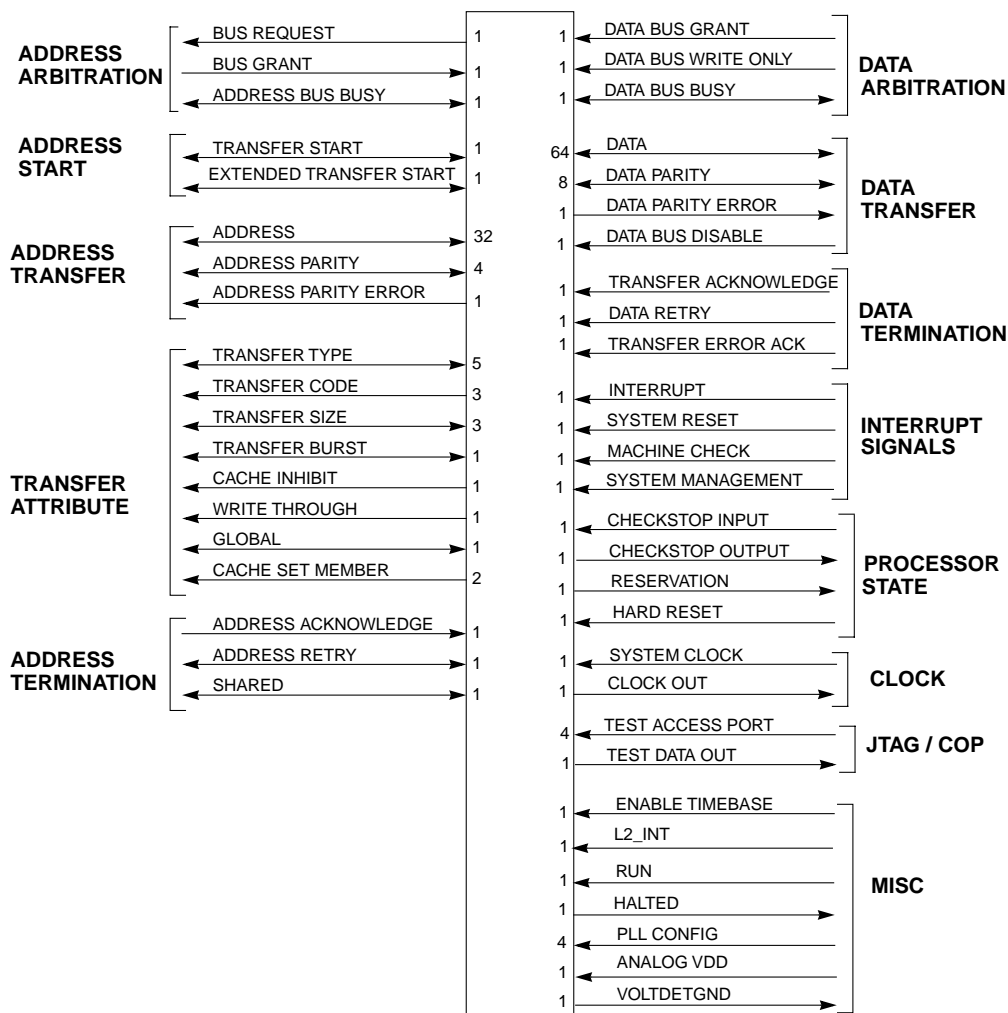 ADDRESS
ARBITRATION
BUS REQUEST 1
BUS GRANT 1
ADDRESS BUS BUSY 1
ADDRESS
START
TRANSFER START 1
EXTENDED TRANSFER START 1
ADDRESS
TRANSFER
ADDRESS 32
ADDRESS PARITY 4
ADDRESS PARITY ERROR 1
TRANSFER
ATTRIBUTE
TRANSFER TYPE 5
TRANSFER CODE 3
TRANSFER SIZE 3
TRANSFER BURST 1
CACHE INHIBIT 1
WRITE THROUGH 1
GLOBAL 1
CACHE SET MEMBER 2
ADDRESS
TERMINATION
ADDRESS ACKNOWLEDGE 1
ADDRESS RETRY 1
SHARED 1
1 DATA BUS GRANT
1 DATA BUS WRITE ONLY
1 DATA BUS BUSY
DATA
ARBITRATION
64 DATA
8 DATA PARITY
1 DATA PARITY ERROR
1 DATA BUS DISABLE
DATA
TRANSFER
1 TRANSFER ACKNOWLEDGE
1 DATA RETRY
1 TRANSFER ERROR ACK
DATA
TERMINATION
1 INTERRUPT
1 SYSTEM RESET
1 MACHINE CHECK
1 SYSTEM MANAGEMENT
INTERRUPT
SIGNALS
1 CHECKSTOP INPUT
1 CHECKSTOP OUTPUT
1 RESERVATION
1 HARD RESET
PROCESSOR
STATE
1 SYSTEM CLOCK
1 CLOCK OUT
CLOCK
4 TEST ACCESS PORT
1 TEST DATA OUT
JTAG / COP
1 ENABLE TIMEBASE
1 L2_INT
1 RUN
1 HALTED
4 PLL CONFIG
1 ANALOG VDD
1 VOLTDETGND
MISC